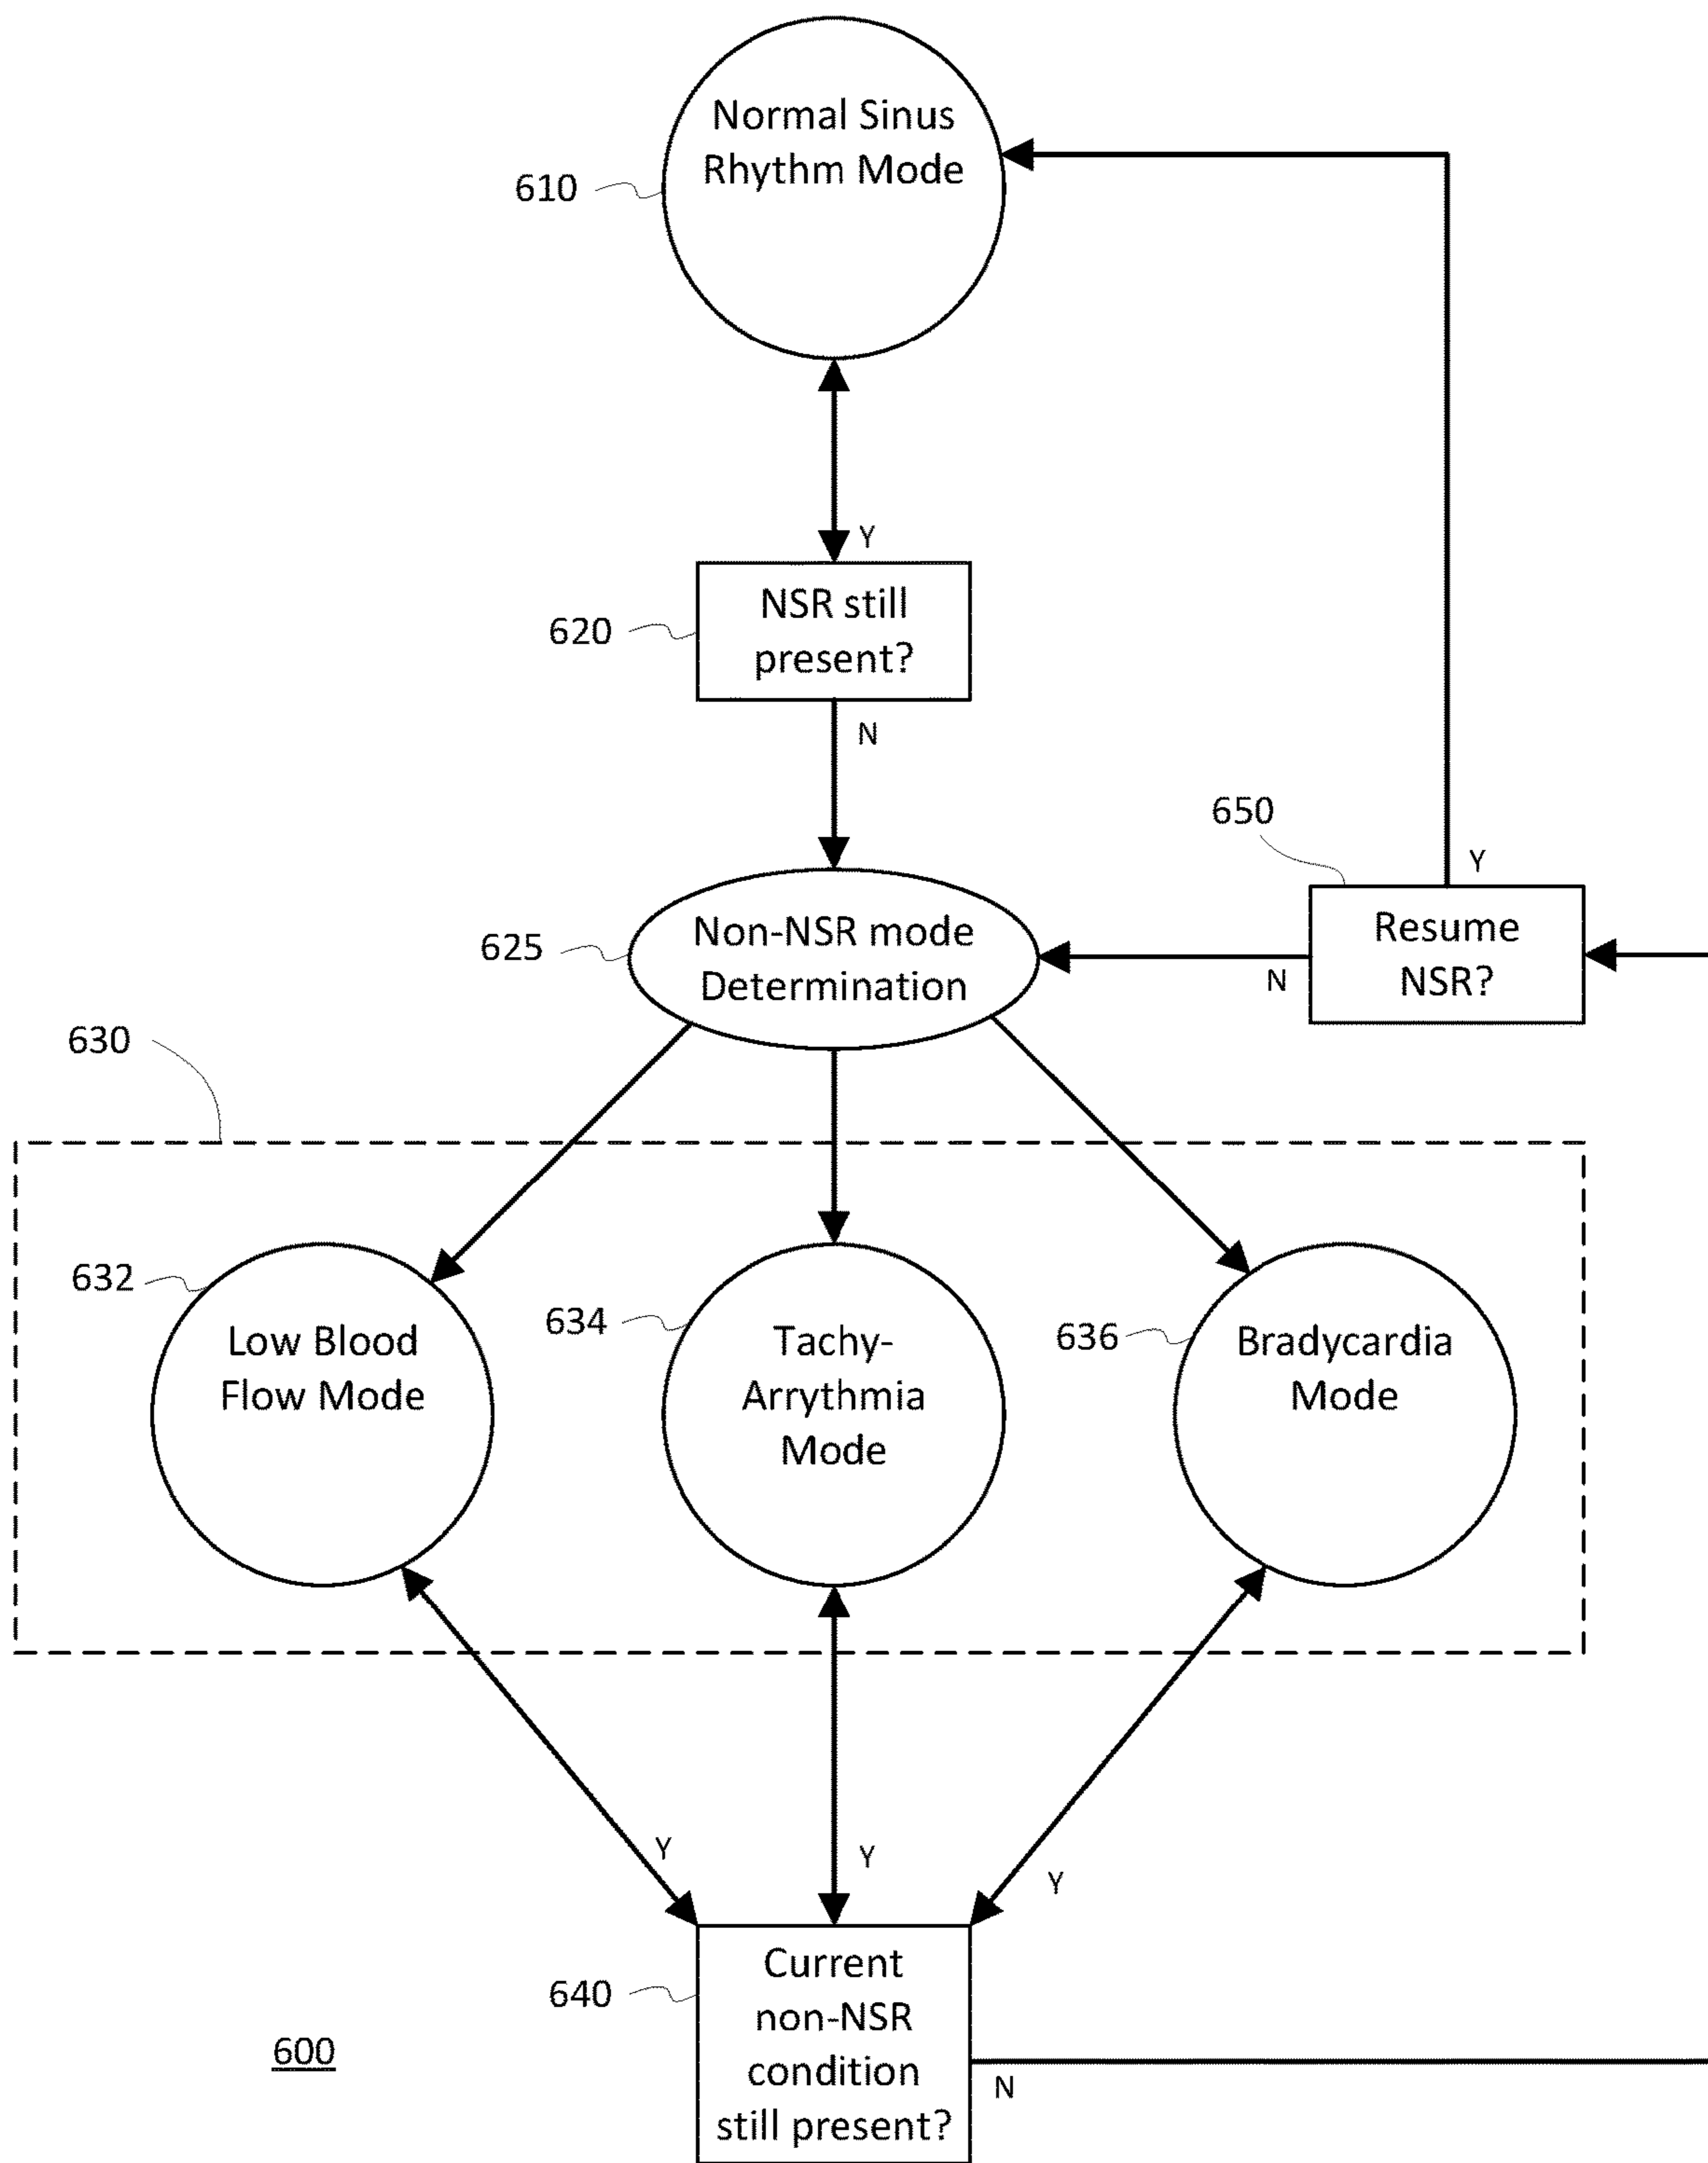 Normal Sinus
Rhythm Mode
610
Y
NSR still
present?
620
N
650
Y
Non-NSR mode
Determination
625
Resume
NSR?
N
630
632
Low Blood
Flow Mode
634
Tachy-
Arrythmia
Mode
636
Bradycardia
Mode
Y
Y
Y
Current
non-NSR
condition
still present?
640
600
N